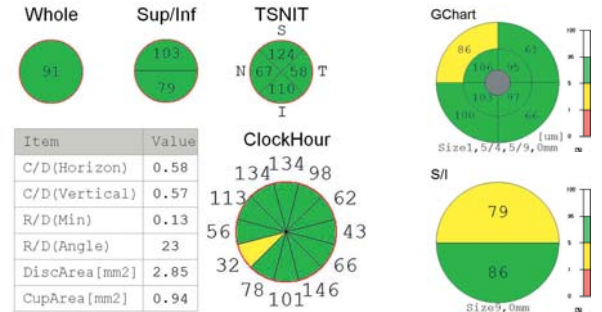 Whole
Sup/Inf
TSNIT
GChart
91
103
79
S
124
N 67 58 T
110
I
86
61
106
95
103
97
100
66
[um]
Size1,5/4,5/9,0mm
Item Value
C/D(Horizon) 0.58
C/D(Vertical) 0.57
R/D(Min) 0.13
R/D(Angle) 23
DiscArea[mm2] 2.85
CupArea[mm2] 0.94
ClockHour
134
134
98
113
62
56
43
32
66
78
101
146
S/I
79
86
Size9,0mm